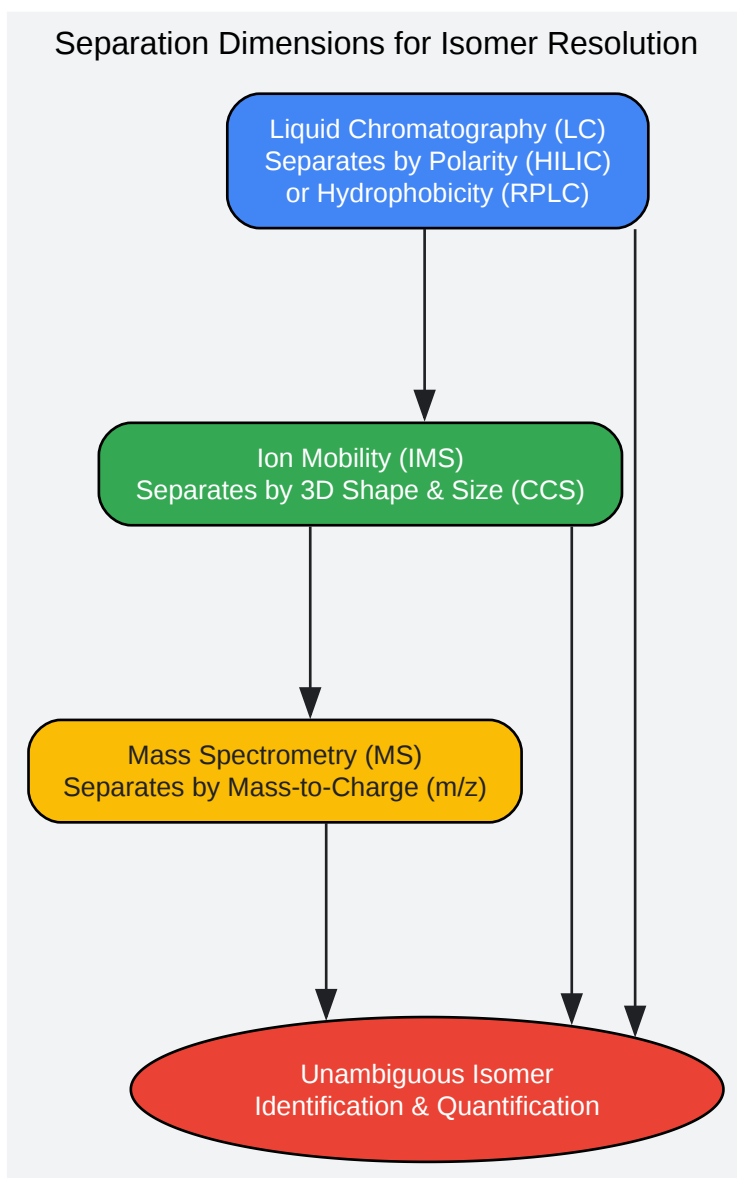 Separation Dimensions for Isomer Resolution
Liquid Chromatography (LC)
Separates by Polarity (HILIC)
or Hydrophobicity (RPLC)
Ion Mobility (IMS)
Separates by 3D Shape & Size (CCS)
Mass Spectrometry (MS)
Separates by Mass-to-Charge (m/z)
Unambiguous Isomer
Identification & Quantification